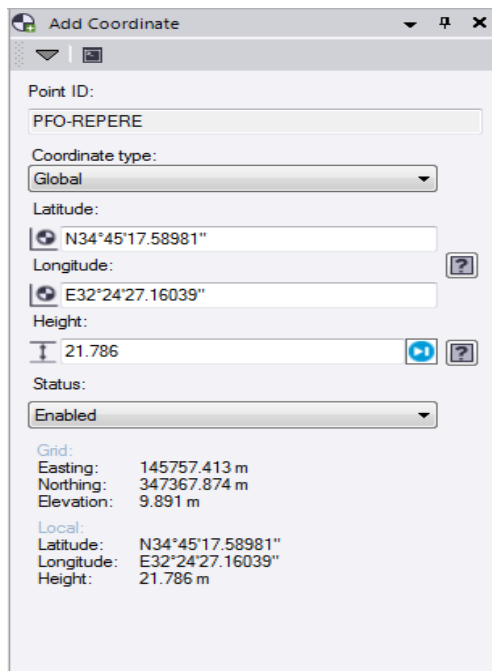 Add Coordinate
Point ID:
PFO-REPERE
Coordinate type:
Global
Latitude:
N34°45'17.58981"
Longitude:
E32°24'27.16039"
Height:
21.786
Status:
Enabled
Grid:
Easting: 145757.413 m
Northing: 347367.874 m
Elevation: 9.891 m
Local:
Latitude: N34°45'17.58981"
Longitude: E32°24'27.16039"
Height: 21.786 m